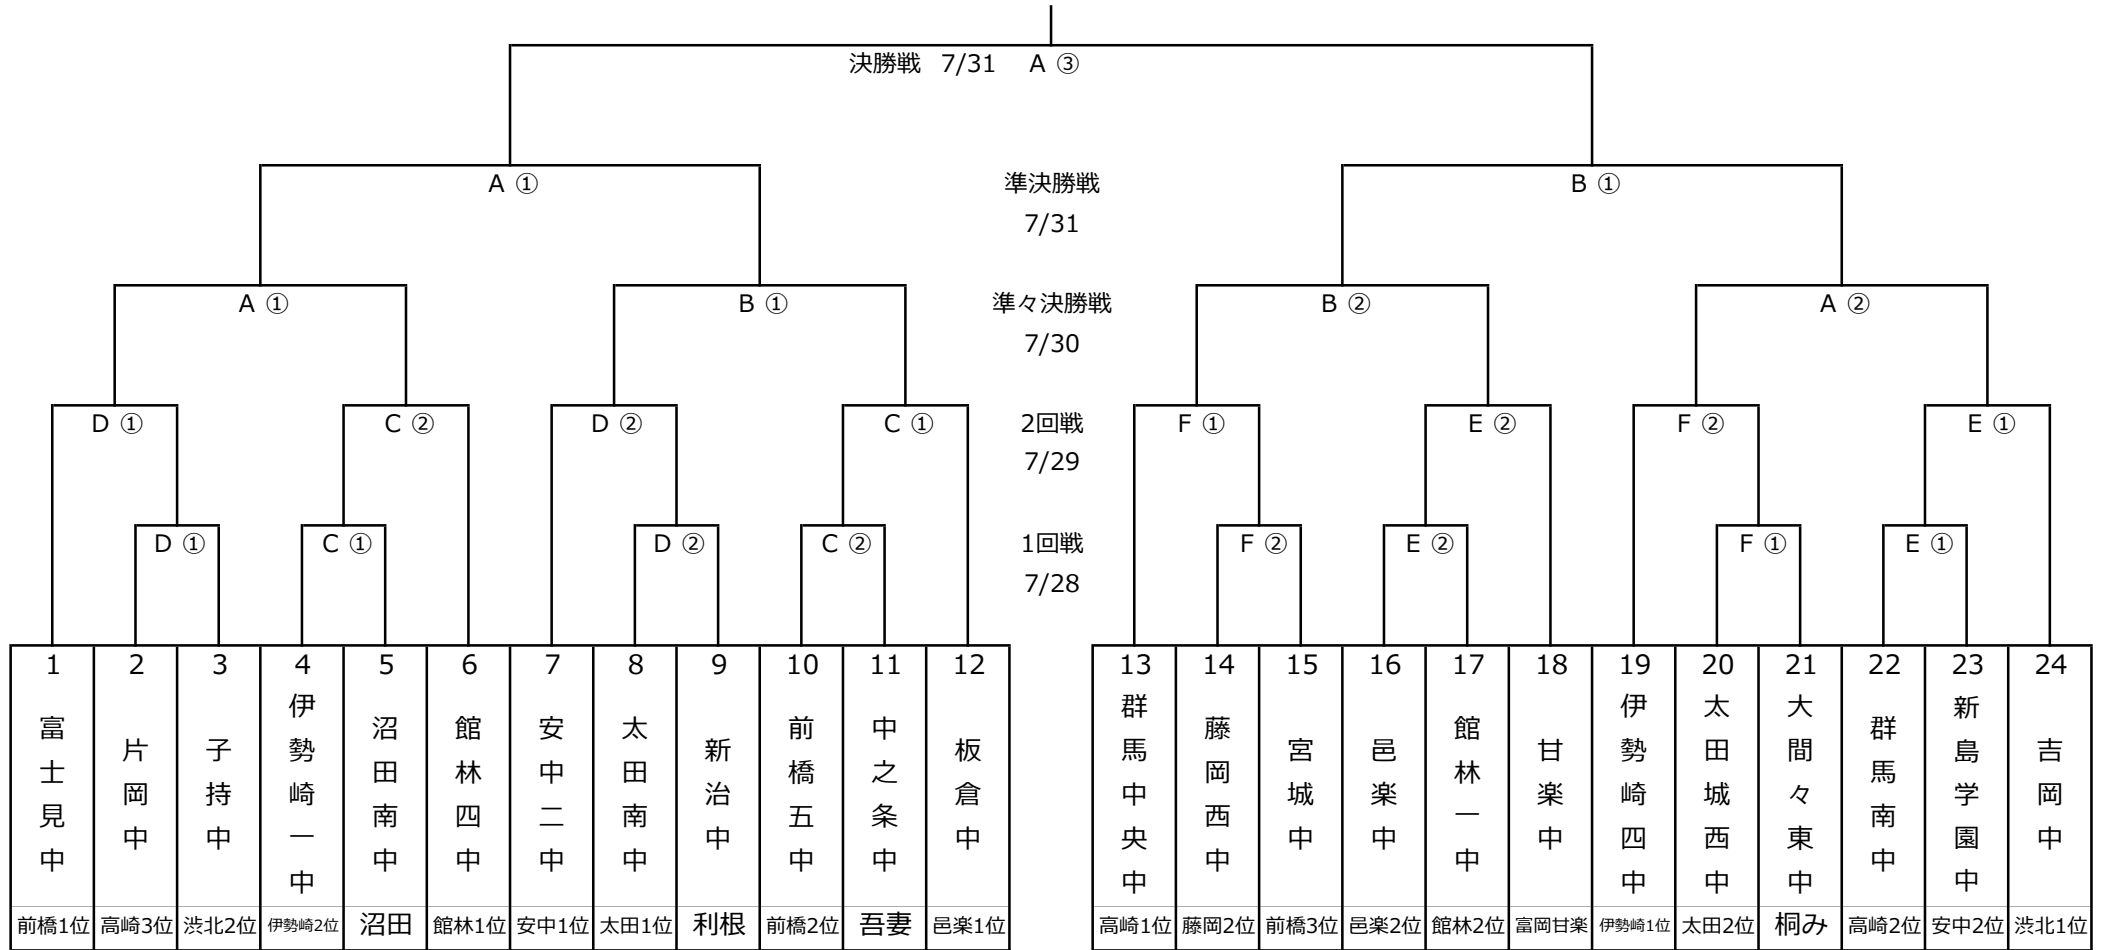 決勝戦 7/31 A ③
A ① 準決勝戦 B ①
7/31
A ① B ① 準々決勝戦 B ② A ②
7/30
D ① C ② D ② C ① 2回戦 F ① E ② F ② E ①
7/29
D ① C ① D ② C ② 1回戦 F ② E ② F ① E ①
7/28
1 2 3 4 5 6 7 8 9 10 11 12 13 14 15 16 17 18 19 20 21 22 23 24
富士見中
片岡中
子持中
伊勢崎一中
沼田南中
館林四中
安中二中
太田南中
新治中
前橋五中
中之条中
板倉中
群馬中央中
藤岡西中
宮城中
邑楽中
館林一中
甘楽中
伊勢崎四中
太田城西中
大間々東中
群馬南中
新島学園中
吉岡中
前橋1位 高崎3位 渋北2位 伊勢崎2位 沼田 館林1位 安中1位 太田1位 利根 前橋2位 吾妻 邑楽1位 高崎1位 藤岡2位 前橋3位 邑楽2位 館林2位 富岡甘楽 伊勢崎1位 太田2位 桐み 高崎2位 安中2位 渋北1位